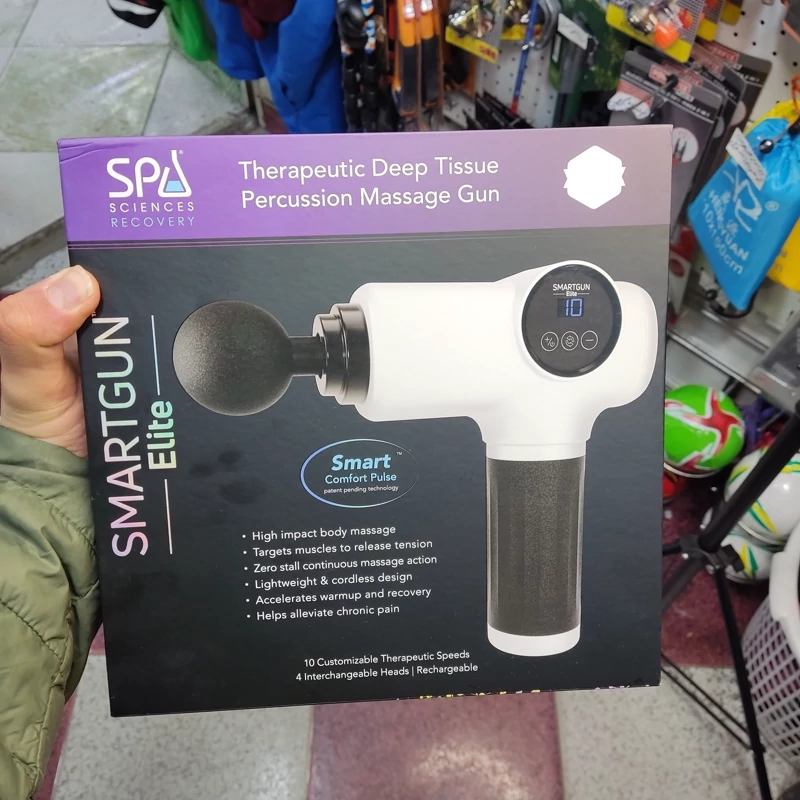 SPA®
SCIENCES
RECOVERY
Therapeutic Deep Tissue
Percussion Massage Gun
SMARTGUN
Elite
SMARTGUN
Elite
10
Smart™
Comfort Pulse
patent pending technology
• High impact body massage
• Targets muscles to release tension
• Zero stall continuous massage action
• Lightweight & cordless design
• Accelerates warmup and recovery
• Helps alleviate chronic pain
10 Customizable Therapeutic Speeds
4 Interchangeable Heads | Rechargeable